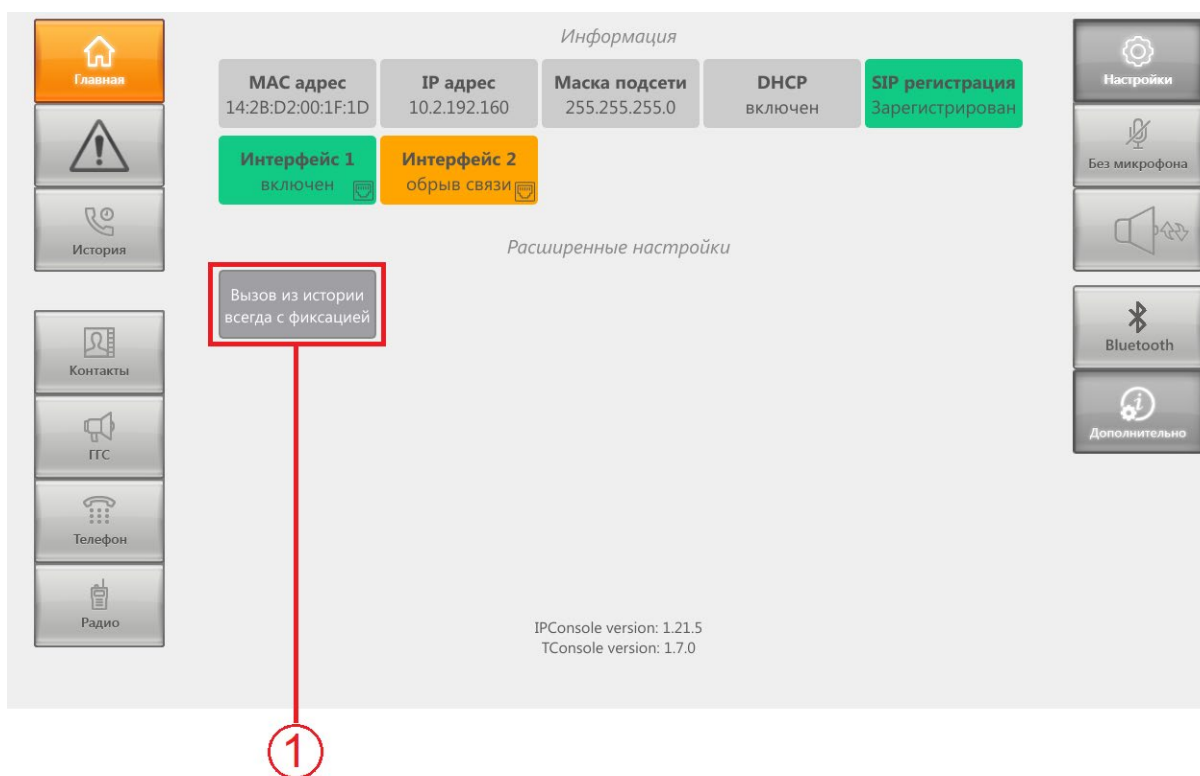 Главная
История
Контакты
ГГС
Телефон
Радио
Информация
MAC адрес
14:2B:D2:00:1F:1D
IP адрес
10.2.192.160
Маска подсети
255.255.255.0
DHCP
включен
SIP регистрация
Зарегистрирован
Интерфейс 1
включен
Интерфейс 2
обрыв связи
Расширенные настройки
Вызов из истории
всегда с фиксацией
IPConsole version: 1.21.5
TConsole version: 1.7.0
Настройки
Без микрофона
Bluetooth
Дополнительно
1